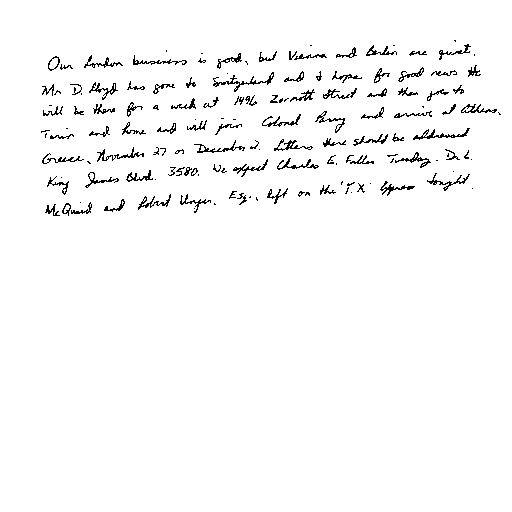 Our London business is good, but Vienna and Berlin are quiet.
Mr. D. Lloyd has gone to Switzerland and I hope for good news. He
will be there for a week at 1496 Zermott Street and then goes to
Turin and Rome and will join Colonel Parry and arrive at Athens,
Greece, November 27 or December 2. Letters there should be addressed
King James Blvd. 3580. We expect Charles E. Fuller Tuesday. Dr. L.
McQuaid and Robert Unger, Esq., left on the 'Y.X.' Express tonight.